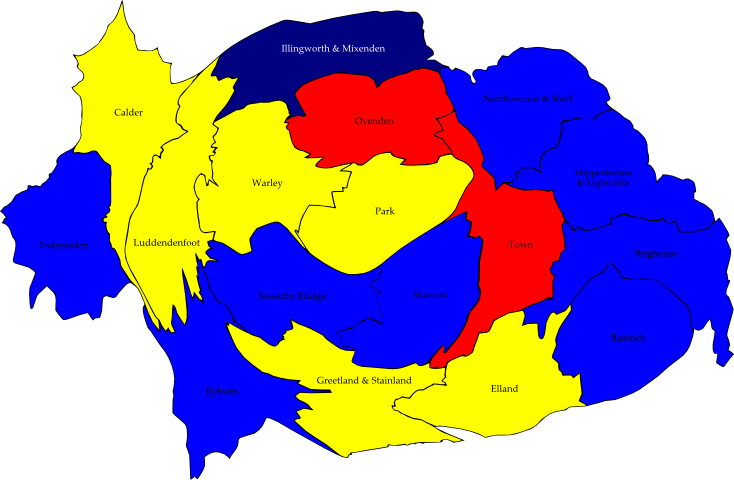 Illingworth & Mixenden
Northowram & Shelf
Calder
Ovenden
Hipperholme
& Lightcliffe
Warley
Park
Luddendenfoot
Todmorden
Town
Brighouse
Sowerby Bridge
Skircoat
Rastrick
Greetland & Stainland
Elland
Ryburn